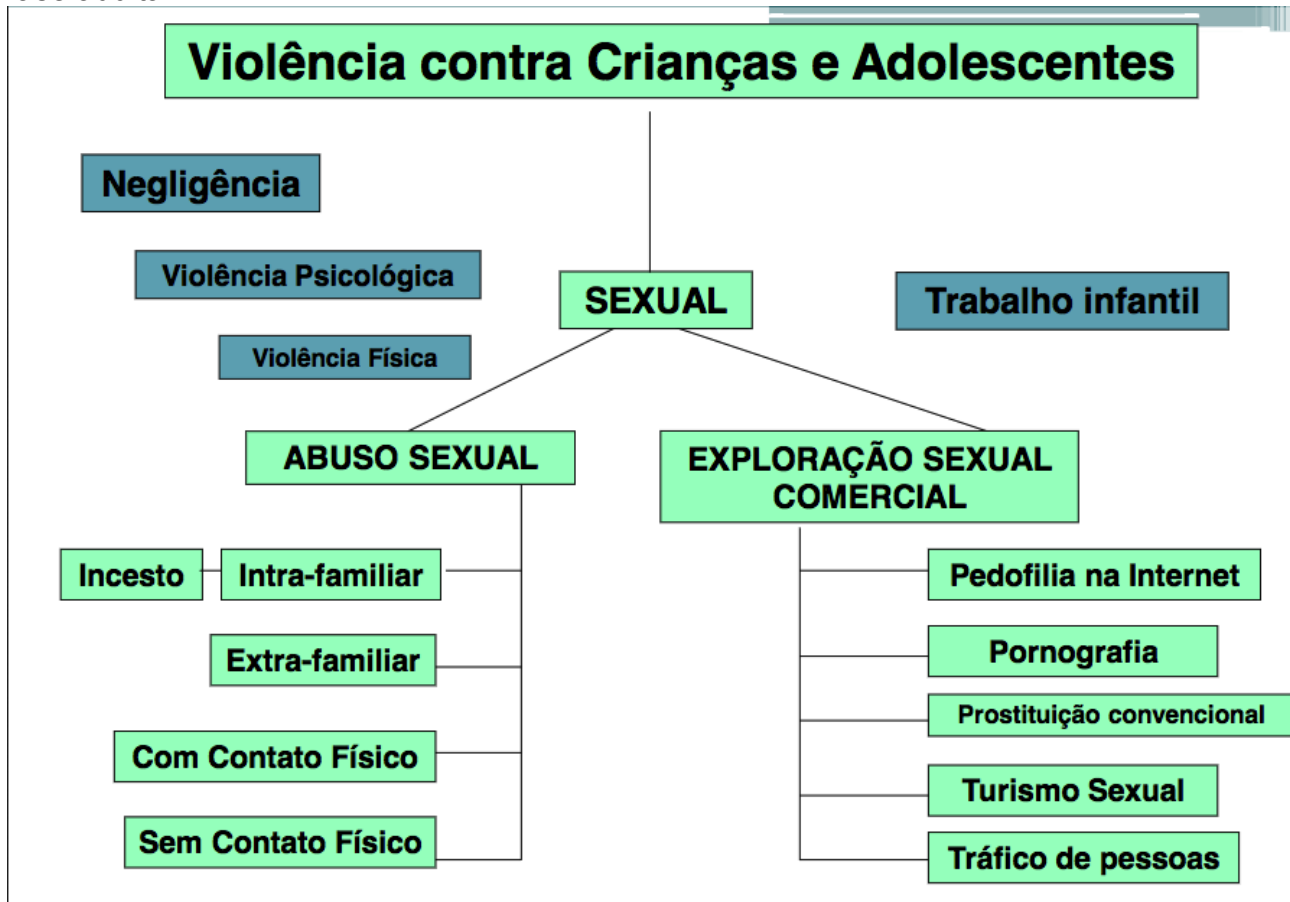 Violência contra Crianças e Adolescentes
Negligência
Violência Psicológica
SEXUAL
Trabalho infantil
Violência Física
ABUSO SEXUAL
EXPLORAÇÃO SEXUAL
COMERCIAL
Incesto
Intra-familiar
Extra-familiar
Com Contato Físico
Sem Contato Físico
Pedofilia na Internet
Pornografia
Prostituição convencional
Turismo Sexual
Tráfico de pessoas